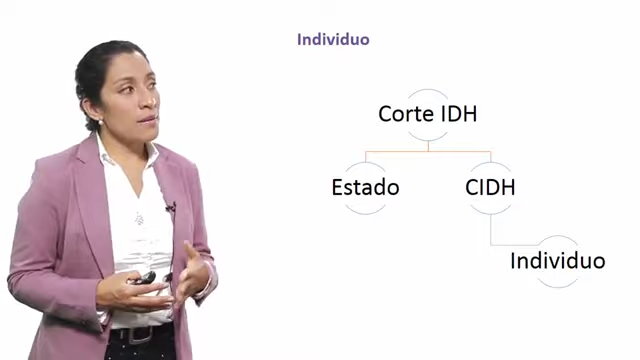 Individuo
Corte IDH
Estado
CIDH
Individuo